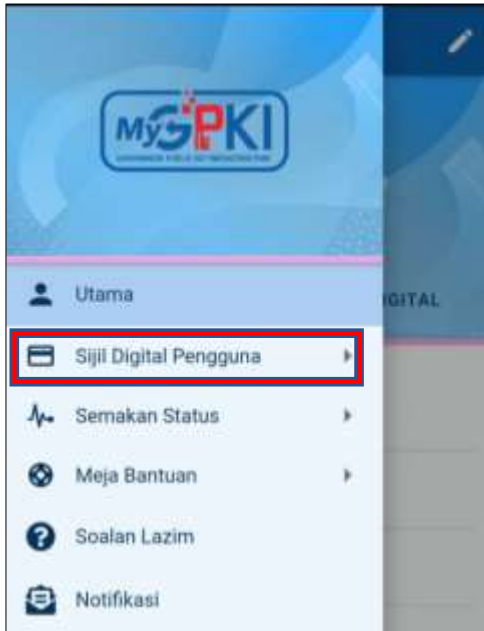 MyGPKI
IGITAL
Utama
Sijil Digital Pengguna
Semakan Status
Meja Bantuan
Soalan Lazim
Notifikasi